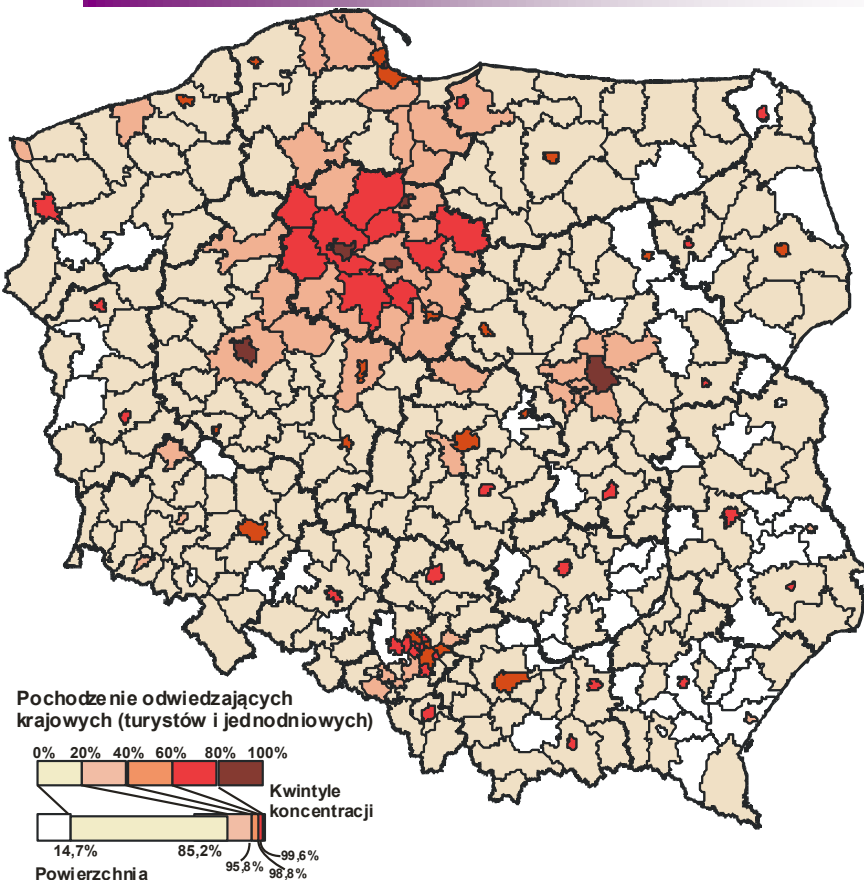 Pochodzenie odwiedzających
krajowych (turystów i jednodniowych)
0% 20% 40% 60% 80% 100%
Kwintyle
koncentracji
14,7% 85,2% 95,8% 99,6%
98,8%
Powierzchnia